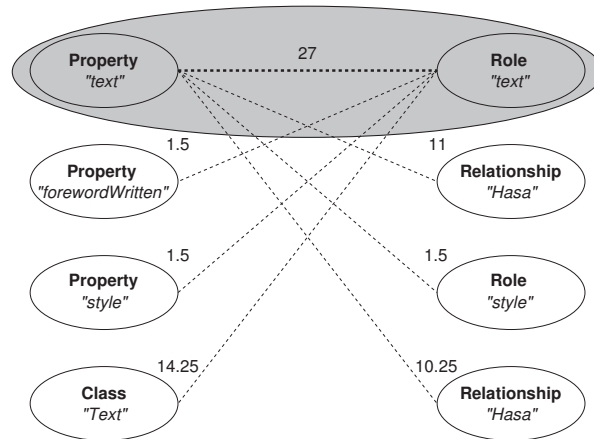 27
Property
"text"
Role
"text"
1.5
11
Property
"forewordWritten"
Relationship
"Hasa"
1.5
1.5
Property
"style"
Role
"style"
14.25
10.25
Class
"Text"
Relationship
"Hasa"